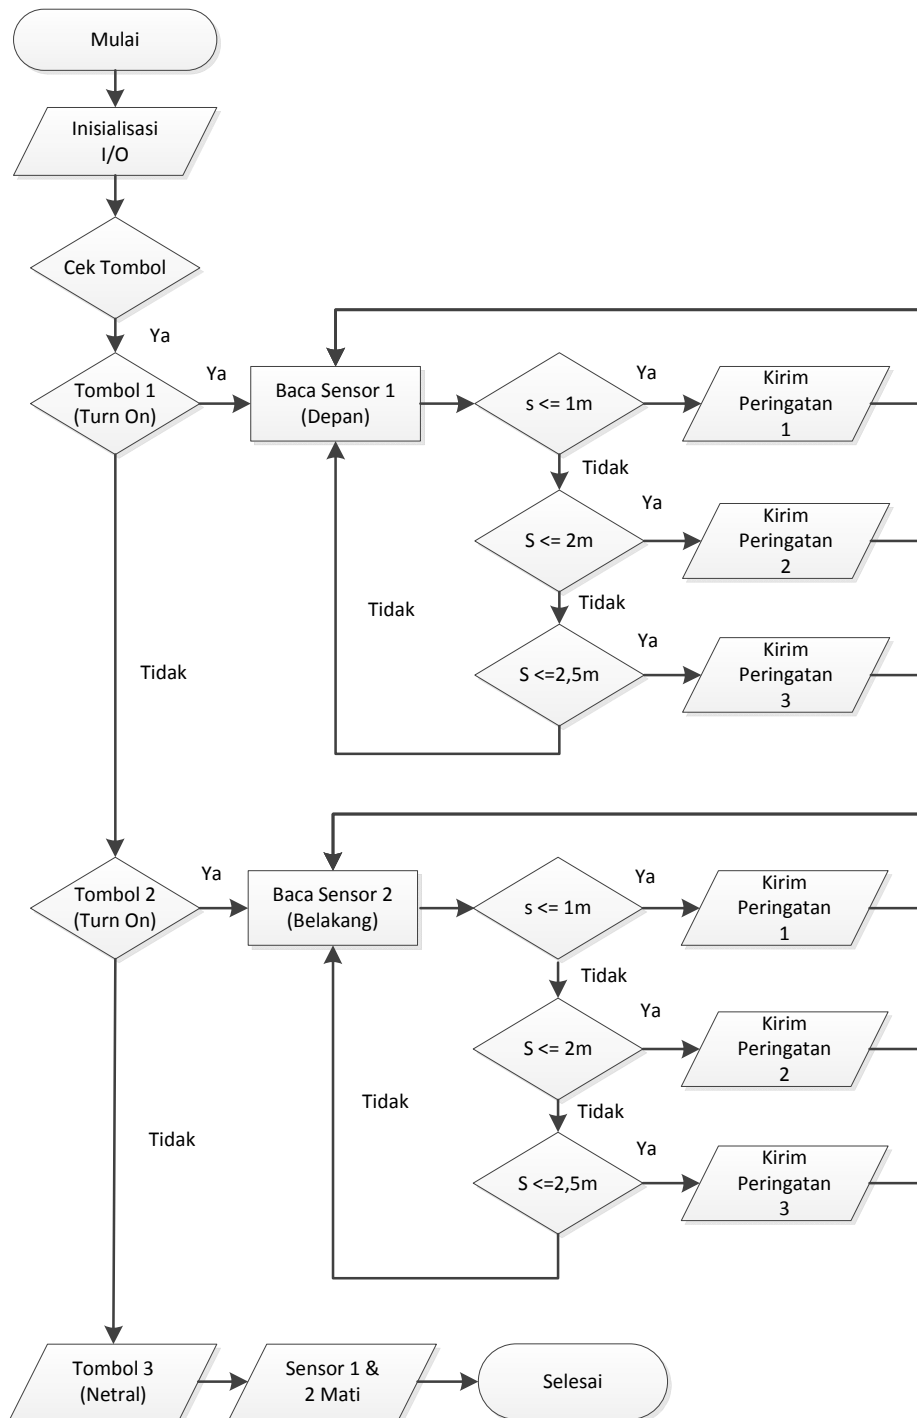 Mulai
Inisialisasi
I/O
Cek Tombol
Ya
Tombol 1
(Turn On)
Ya
Baca Sensor 1
(Depan)
s <= 1m
Ya
Kirim
Peringatan
1
Tidak
S <= 2m
Ya
Kirim
Peringatan
2
Tidak
Tidak
S <=2,5m
Ya
Kirim
Peringatan
3
Tidak
Tombol 2
(Turn On)
Ya
Baca Sensor 2
(Belakang)
s <= 1m
Ya
Kirim
Peringatan
1
Tidak
S <= 2m
Ya
Kirim
Peringatan
2
Tidak
Tidak
S <=2,5m
Ya
Kirim
Peringatan
3
Tidak
Tombol 3
(Netral)
Sensor 1 &
2 Mati
Selesai